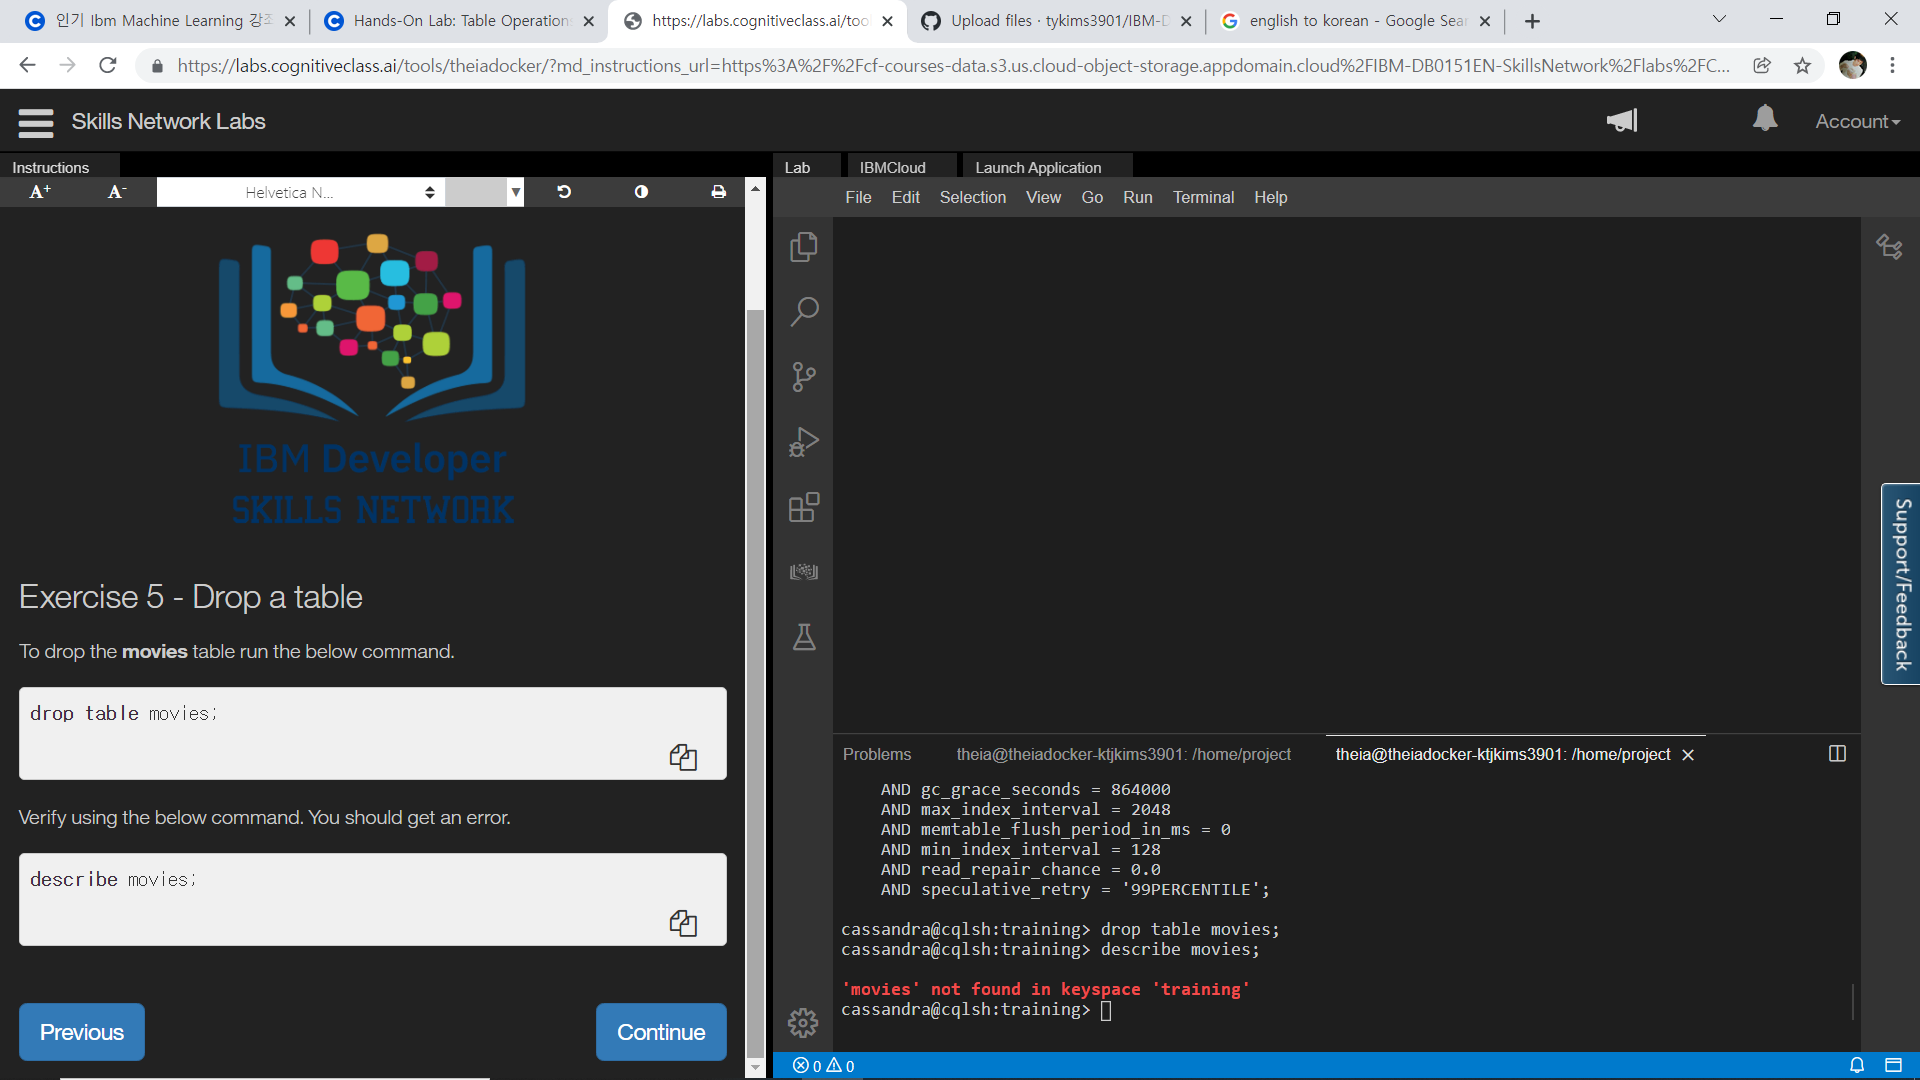 인기 Ibm Machine Learning 강좌
Hands-On Lab: Table Operation
https://labs.cognitiveclass.ai/too
Upload files · tykims3901/IBM-D
english to korean - Google Sear
https://labs.cognitiveclass.ai/tools/theiadocker/?md_instructions_url=https%3A%2F%2Fcf-courses-data.s3.us.cloud-object-storage.appdomain.cloud%2FIBM-DB0151EN-SkillsNetwork%2Flabs%2FC...
Skills Network Labs
Account
Instructions
Lab
IBMCloud
Launch Application
A+
A-
Helvetica N...
File Edit Selection View Go Run Terminal Help
IBM Developer
SKILLS NETWORK
Exercise 5 - Drop a table
To drop the movies table run the below command.
drop table movies;
Verify using the below command. You should get an error.
describe movies;
Previous
Continue
Support/Feedback
Problems
theia@theiadocker-ktjkims3901: /home/project
theia@theiadocker-ktjkims3901: /home/project
AND gc_grace_seconds = 864000
AND max_index_interval = 2048
AND memtable_flush_period_in_ms = 0
AND min_index_interval = 128
AND read_repair_chance = 0.0
AND speculative_retry = '99PERCENTILE';
cassandra@cqlsh:training> drop table movies;
cassandra@cqlsh:training> describe movies;
'movies' not found in keyspace 'training'
cassandra@cqlsh:training>
0 0